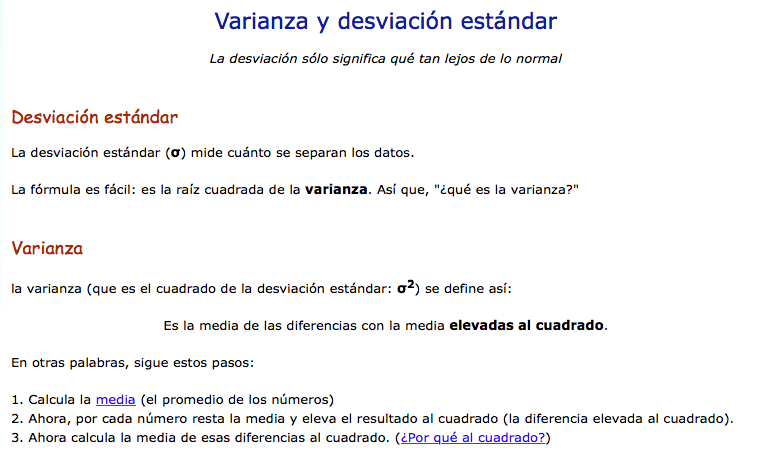 Varianza y desviación estándar
La desviación sólo significa qué tan lejos de lo normal
Desviación estándar
La desviación estándar (σ) mide cuánto se separan los datos.
La fórmula es fácil: es la raíz cuadrada de la varianza. Así que, "¿qué es la varianza?"
Varianza
la varianza (que es el cuadrado de la desviación estándar: σ²) se define así:
Es la media de las diferencias con la media elevadas al cuadrado.
En otras palabras, sigue estos pasos:
1. Calcula la media (el promedio de los números)
2. Ahora, por cada número resta la media y eleva el resultado al cuadrado (la diferencia elevada al cuadrado).
3. Ahora calcula la media de esas diferencias al cuadrado. (¿Por qué al cuadrado?)